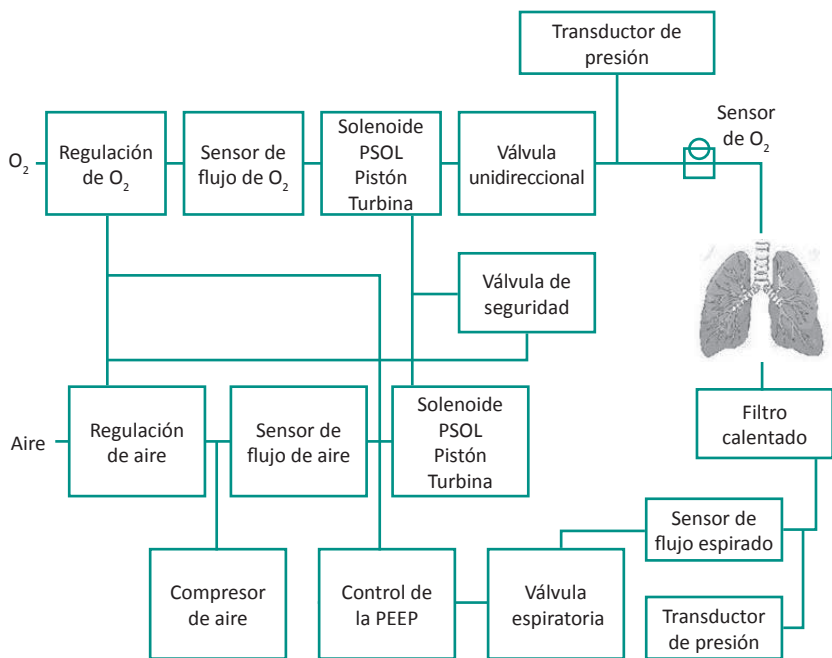 Transductor de
presión
Sensor
de O₂
O₂
Regulación
de O₂
Sensor de
flujo de O₂
Solenoide
PSOL
Pistón
Turbina
Válvula
unidireccional
Válvula de
seguridad
Aire
Regulación
de aire
Sensor de
flujo de aire
Solenoide
PSOL
Pistón
Turbina
Filtro
calentado
Sensor de
flujo espirado
Compresor
de aire
Control de
la PEEP
Válvula
espiratoria
Transductor
de presión